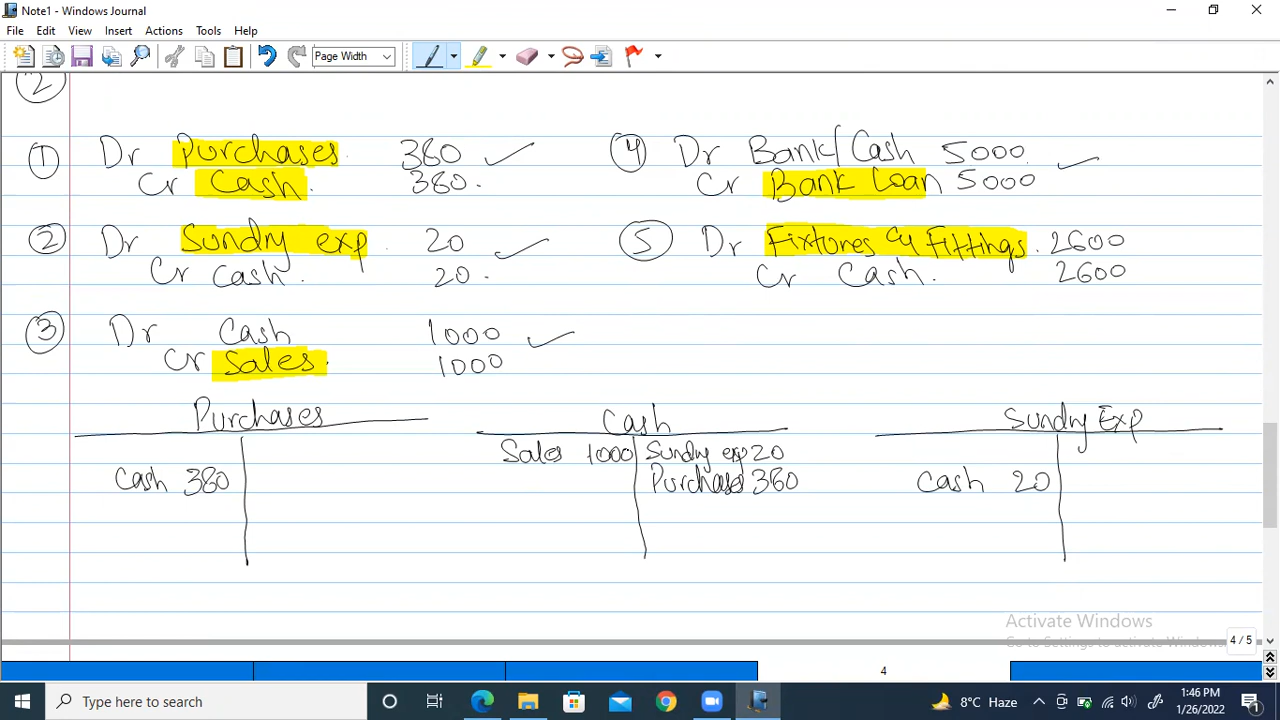 Note1 - Windows Journal
File Edit View Insert Actions Tools Help
Page Width
2
1 Dr Purchases 380
Cr Cash. 380.
2 Dr Sundry exp. 20
Cr Cash. 20.
3 Dr Cash 1000
Cr Sales. 1000
4 Dr Bank/Cash 5000
Cr Bank Loan 5000
5 Dr Fixtures & Fittings. 2600
Cr Cash. 2600
Purchases
Cash 380
Cash
Sales 1000 Sundry exp 20
Purchases 380
Sundry Exp
Cash 20
Activate Windows
Go to Settings to activate Windows.
4 / 5
4
Type here to search
8°C Haze
1:46 PM
1/26/2022
1